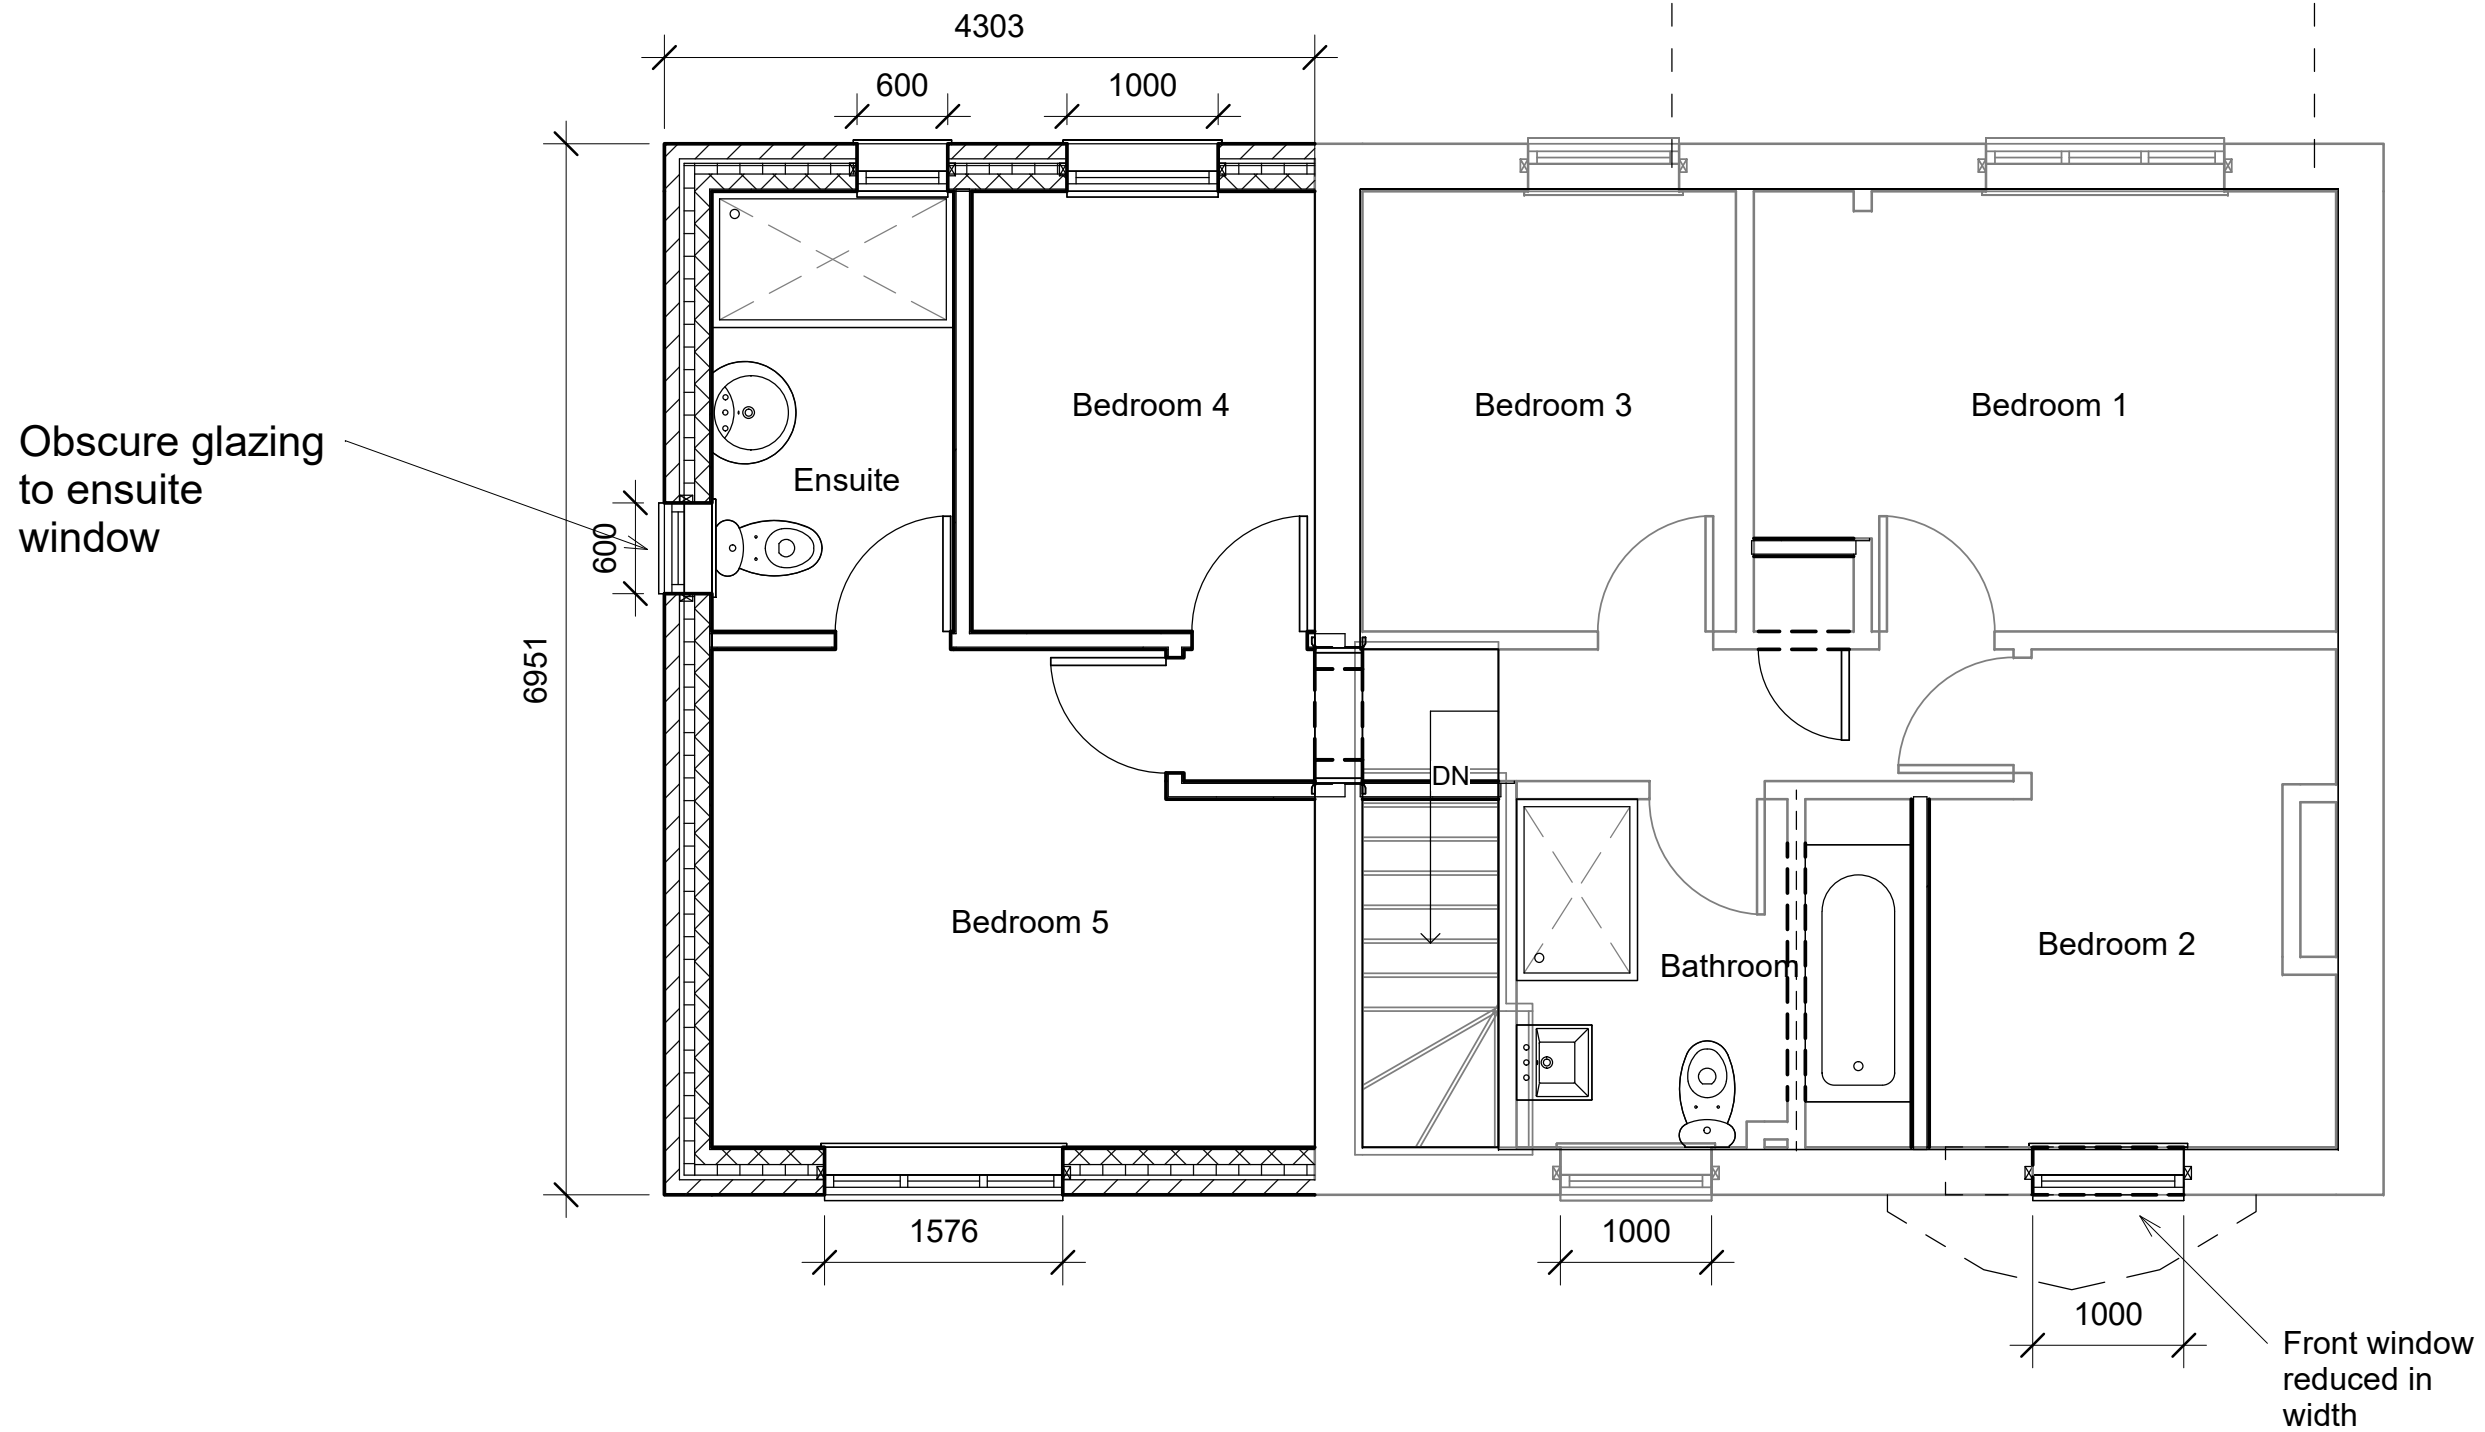 4303
600
1000
Bedroom 4
Bedroom 3
Bedroom 1
Obscure glazing
to ensuite
window
Ensuite
600
6951
DN
Bedroom 5
Bathroom
Bedroom 2
1576
1000
1000
Front window
reduced in
width